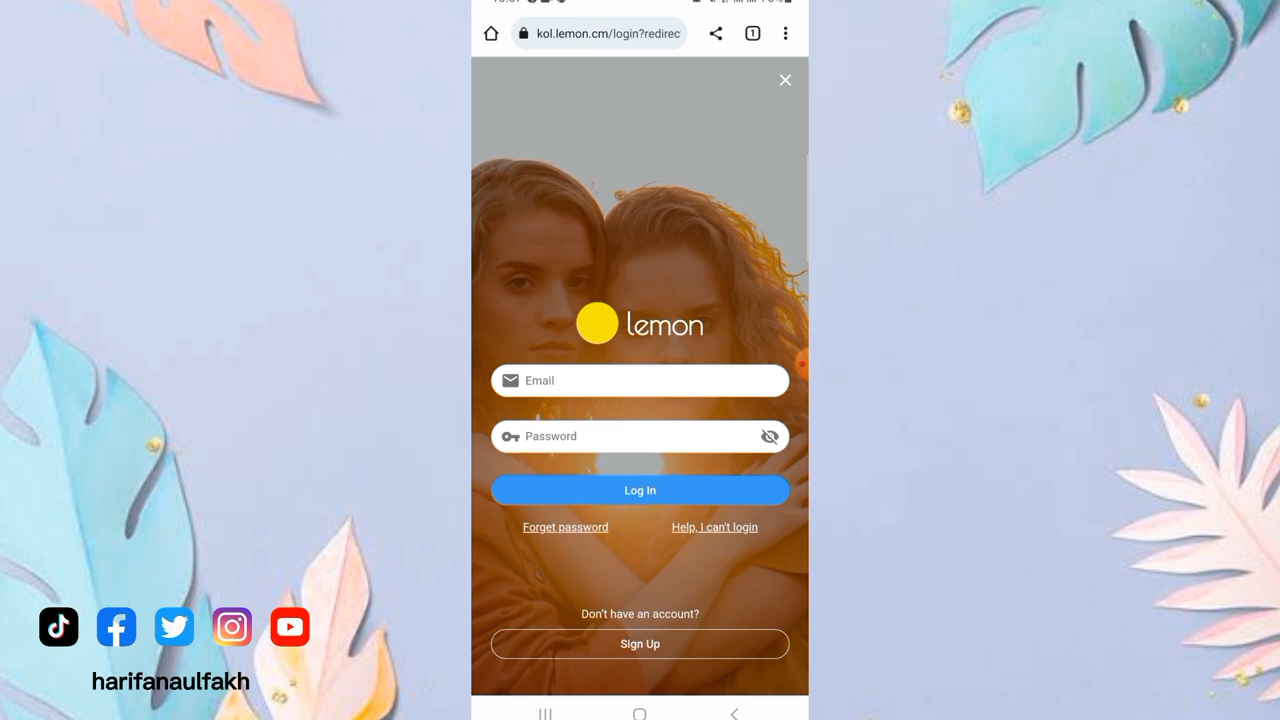 kol.lemon.cm/login?redirec
1
lemon
Email
Password
Log In
Forget password
Help, I can't login
Don't have an account?
Sign Up
harifanaulfakh